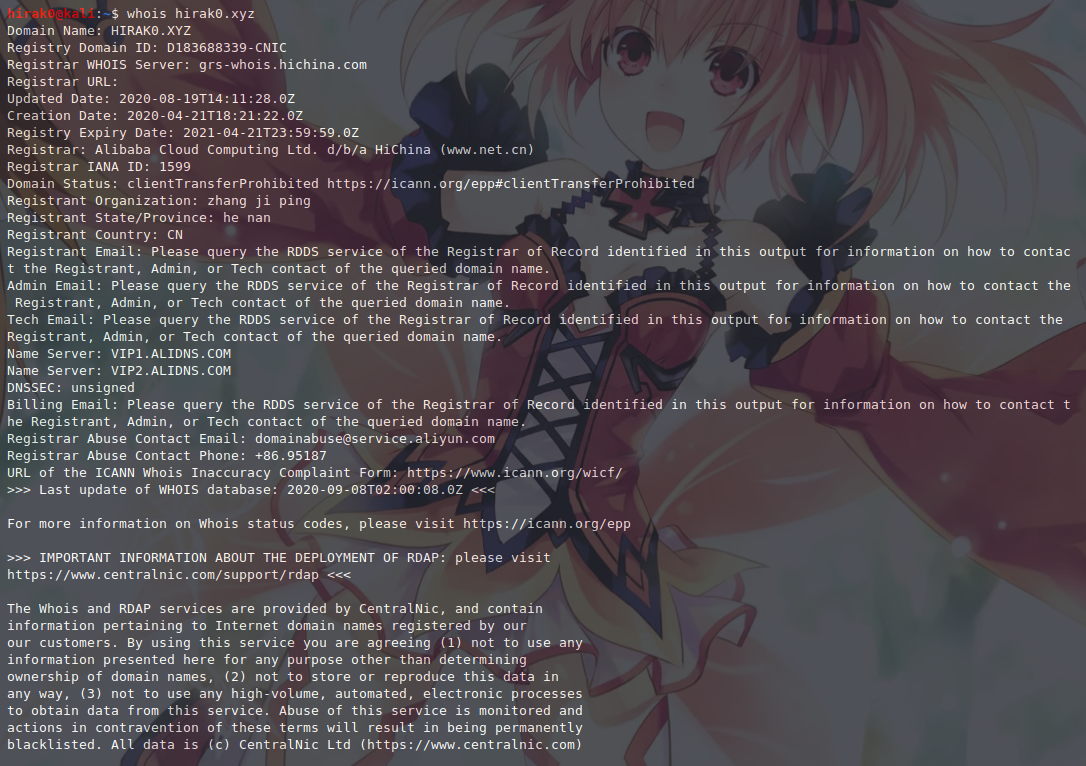 hirak0@kali:~$ whois hirak0.xyz
Domain Name: HIRAK0.XYZ
Registry Domain ID: D183688339-CNIC
Registrar WHOIS Server: grs-whois.hichina.com
Registrar URL:
Updated Date: 2020-08-19T14:11:28.0Z
Creation Date: 2020-04-21T18:21:22.0Z
Registry Expiry Date: 2021-04-21T23:59:59.0Z
Registrar: Alibaba Cloud Computing Ltd. d/b/a HiChina (www.net.cn)
Registrar IANA ID: 1599
Domain Status: clientTransferProhibited https://icann.org/epp#clientTransferProhibited
Registrant Organization: zhang ji ping
Registrant State/Province: he nan
Registrant Country: CN
Registrant Email: Please query the RDDS service of the Registrar of Record identified in this output for information on how to contac
t the Registrant, Admin, or Tech contact of the queried domain name.
Admin Email: Please query the RDDS service of the Registrar of Record identified in this output for information on how to contact the
 Registrant, Admin, or Tech contact of the queried domain name.
Tech Email: Please query the RDDS service of the Registrar of Record identified in this output for information on how to contact the
Registrant, Admin, or Tech contact of the queried domain name.
Name Server: VIP1.ALIDNS.COM
Name Server: VIP2.ALIDNS.COM
DNSSEC: unsigned
Billing Email: Please query the RDDS service of the Registrar of Record identified in this output for information on how to contact t
he Registrant, Admin, or Tech contact of the queried domain name.
Registrar Abuse Contact Email: domainabuse@service.aliyun.com
Registrar Abuse Contact Phone: +86.95187
URL of the ICANN Whois Inaccuracy Complaint Form: https://www.icann.org/wicf/
>>> Last update of WHOIS database: 2020-09-08T02:00:08.0Z <<<

For more information on Whois status codes, please visit https://icann.org/epp

>>> IMPORTANT INFORMATION ABOUT THE DEPLOYMENT OF RDAP: please visit
https://www.centralnic.com/support/rdap <<<

The Whois and RDAP services are provided by CentralNic, and contain
information pertaining to Internet domain names registered by our
our customers. By using this service you are agreeing (1) not to use any
information presented here for any purpose other than determining
ownership of domain names, (2) not to store or reproduce this data in
any way, (3) not to use any high-volume, automated, electronic processes
to obtain data from this service. Abuse of this service is monitored and
actions in contravention of these terms will result in being permanently
blacklisted. All data is (c) CentralNic Ltd (https://www.centralnic.com)